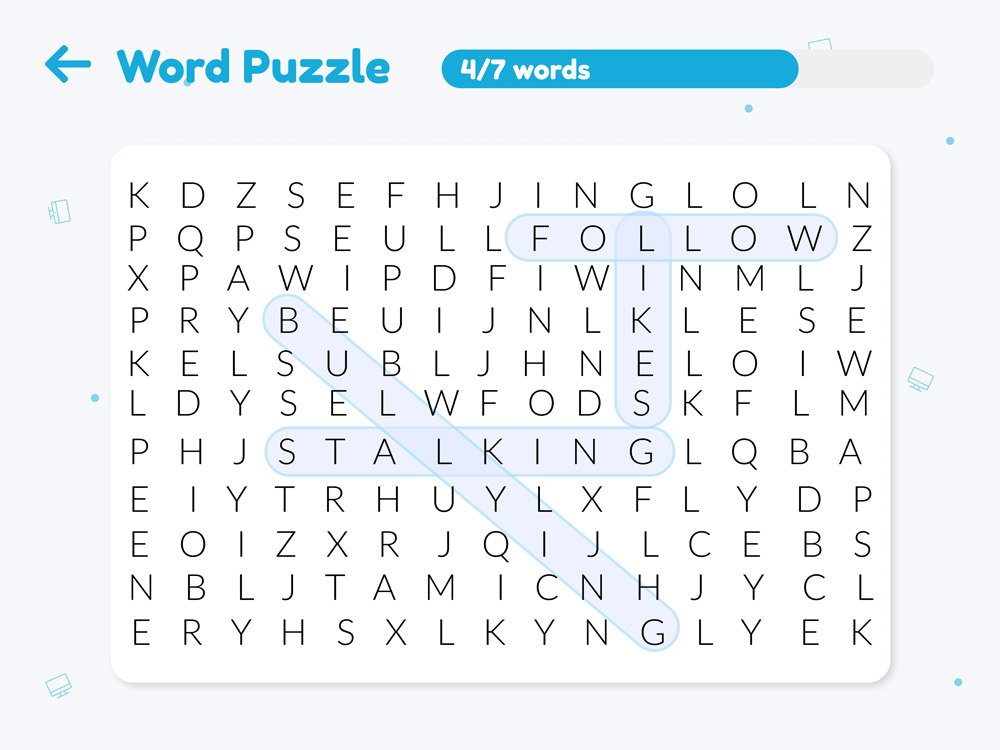 Word Puzzle
4/7 words
K D Z S E F H J I N G L O L N
P Q P S E U L L F O L L O W Z
X P A W I P D F I W I N M L J
P R Y B E U I J N L K L E S E
K E L S U B L J H N E L O I W
L D Y S E L W F O D S K F L M
P H J S T A L K I N G L Q B A
E I Y T R H U Y L X F L Y D P
E O I Z X R J Q I J L C E B S
N B L J T A M I C N H J Y C L
E R Y H S X L K Y N G L Y E K